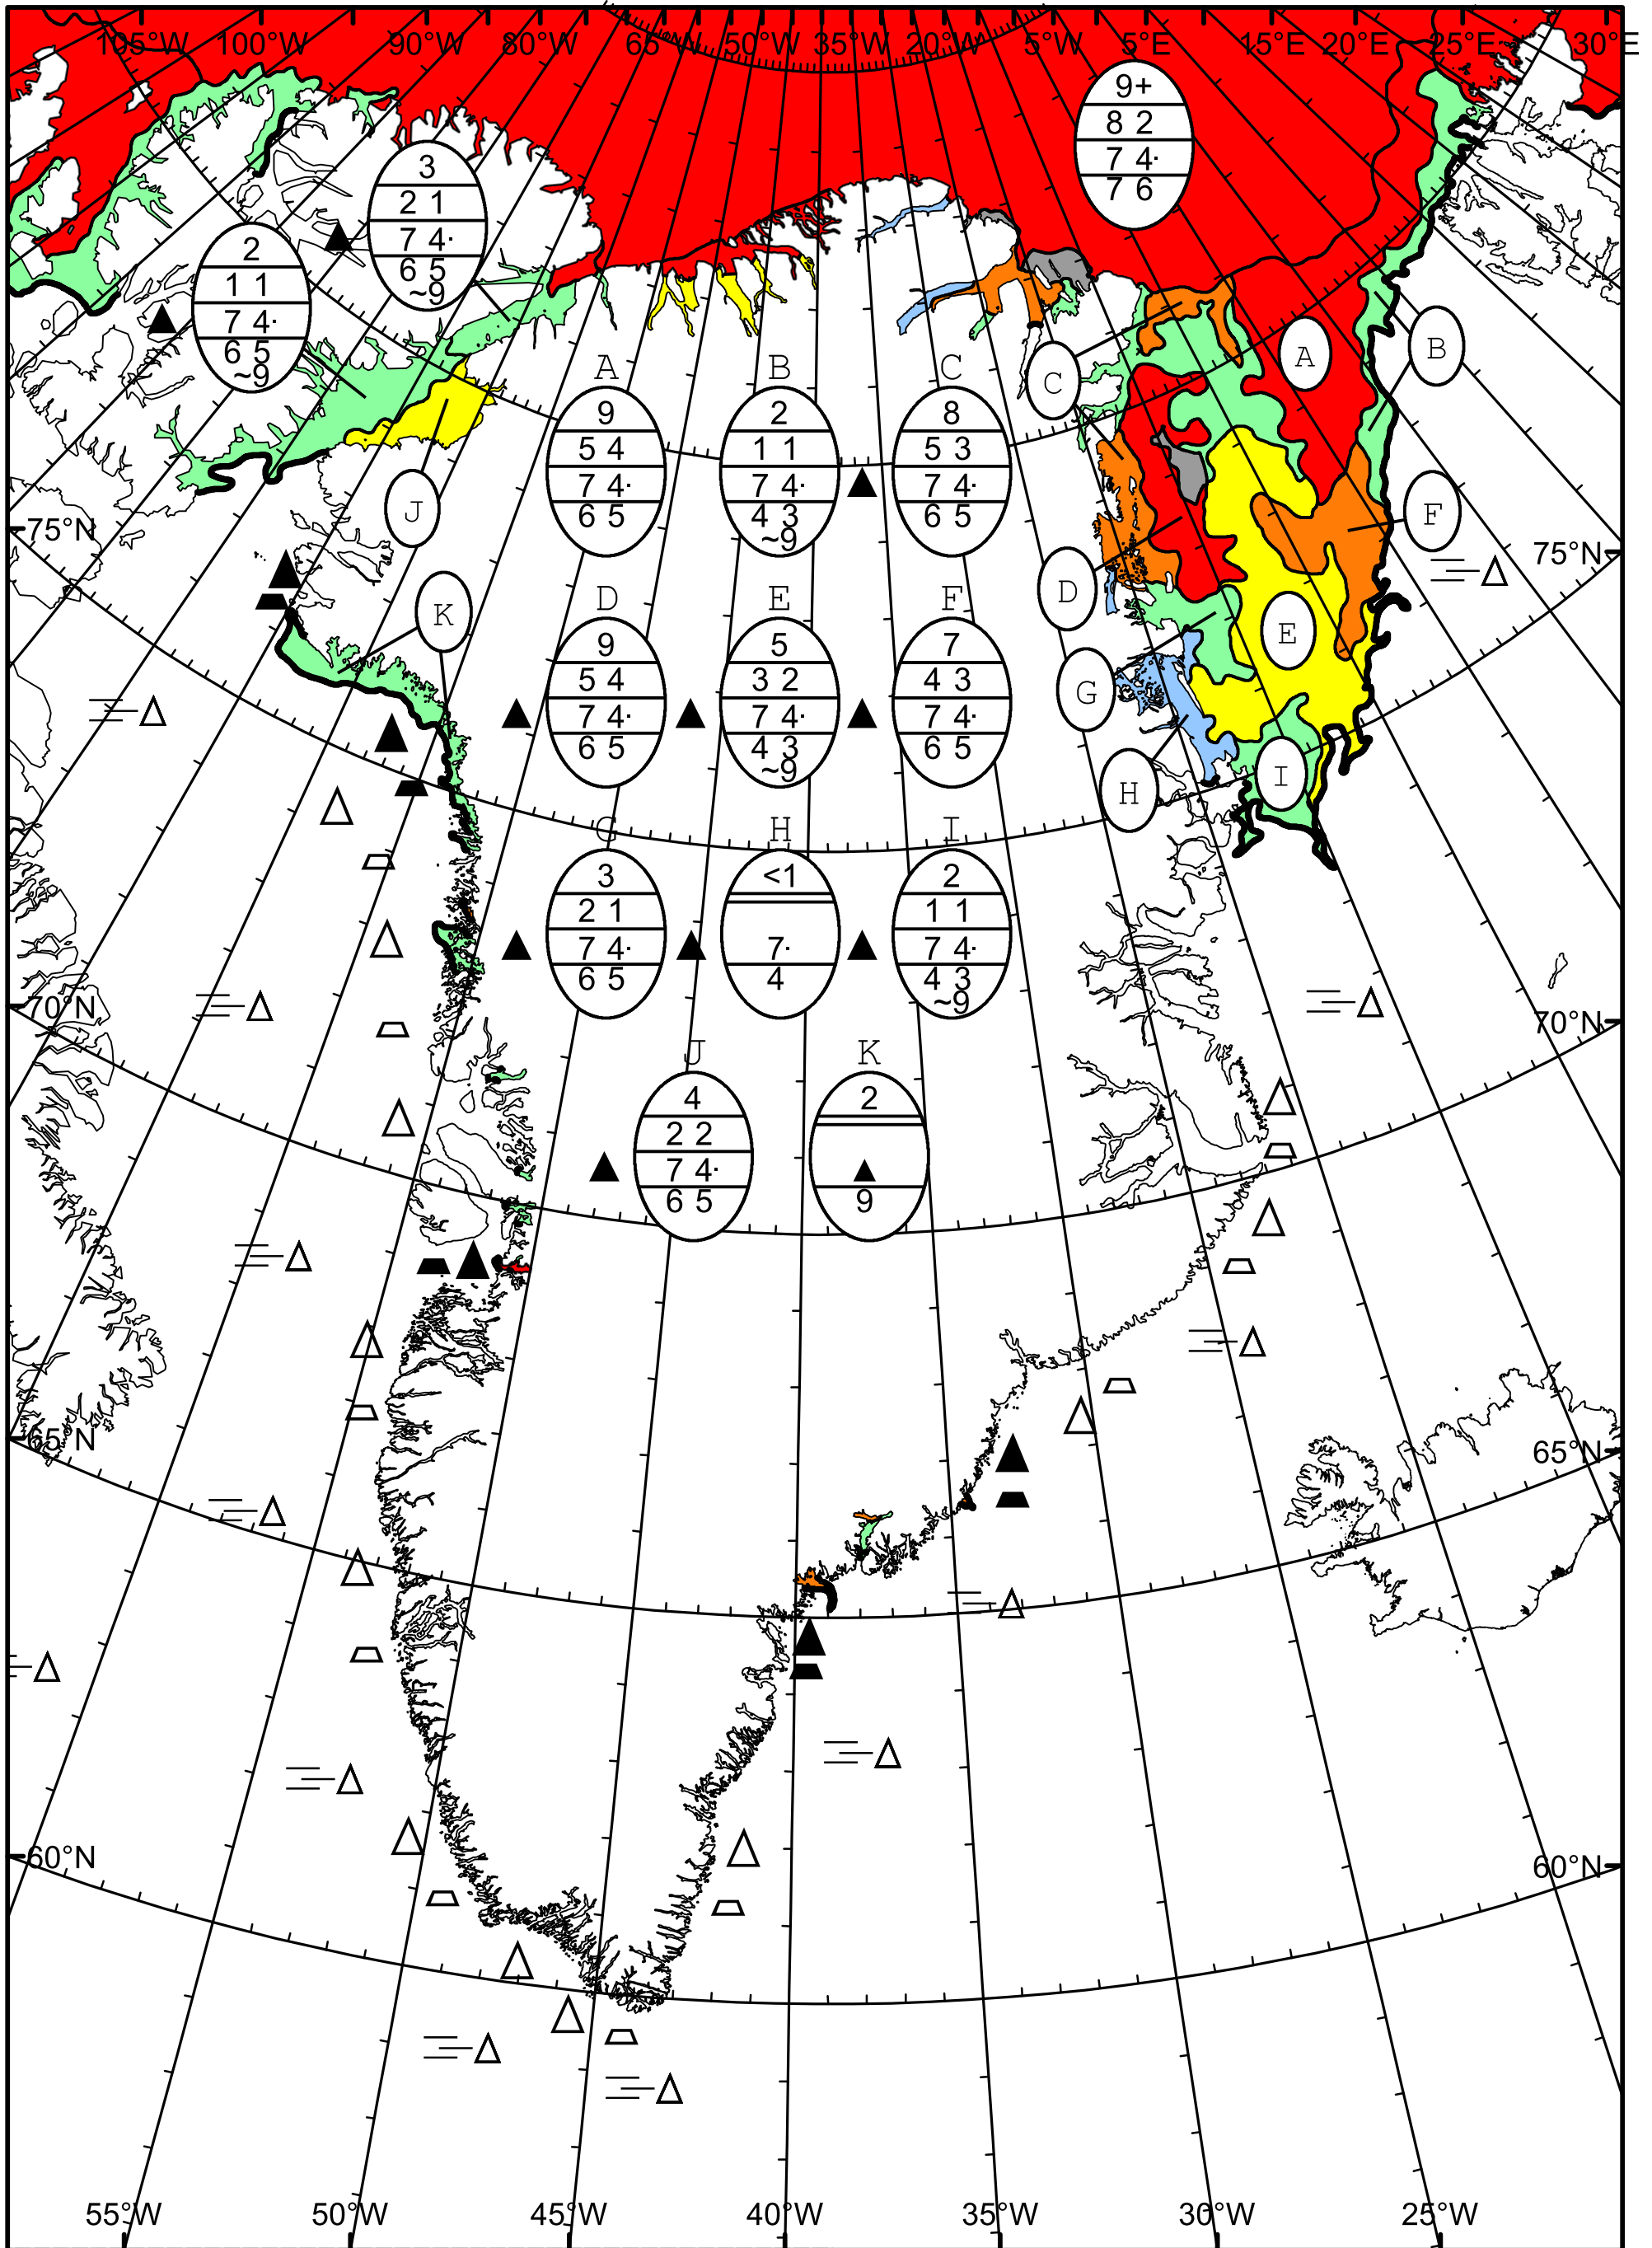 105°W 100°W 90°W 80°W 65°W 50°W 35°W 20°W 5°W 5°E 15°E 20°E 25°E 30°E
9+
8 2
7 4·
7 6
3
2 1
7 4·
6 5
~9
2
1 1
7 4·
6 5
~9
A
B
C
J
75°N
F
75°N
A B C
9 2 8
5 4 1 1 5 3
7 4· 7 4· 7 4·
6 5 4 3 6 5
~9
K
D
E
G
H
I
D E F
9 5 7
5 4 3 2 4 3
7 4· 7 4· 7 4·
6 5 4 3 6 5
~9
G H I
3 <1 2
2 1 1 1
7 4· 7· 7 4·
6 5 4 4 3
~9
70°N
70°N
J K
4 2
2 2
7 4·
6 5 9
65°N
65°N
60°N
60°N
55°W 50°W 45°W 40°W 35°W 30°W 25°W